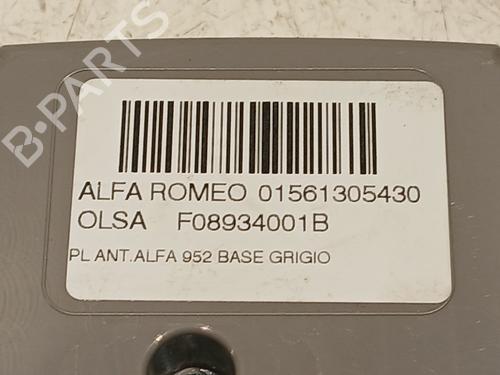 B-PARTS
ALFA ROMEO 01561305430
OLSA F08934001B
PL ANT.ALFA 952 BASE GRIGIO